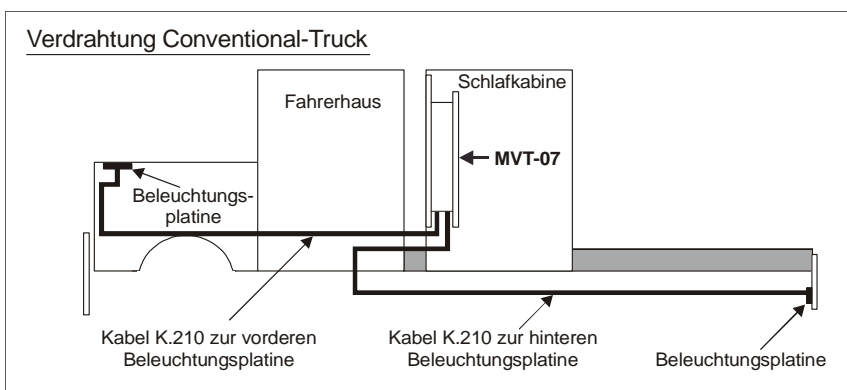 Verdrahtung Conventional-Truck
Fahrerhaus
Schlafkabine
MVT-07
Beleuchtungs-
platine
Kabel K.210 zur vorderen
Beleuchtungsplatine
Kabel K.210 zur hinteren
Beleuchtungsplatine
Beleuchtungsplatine